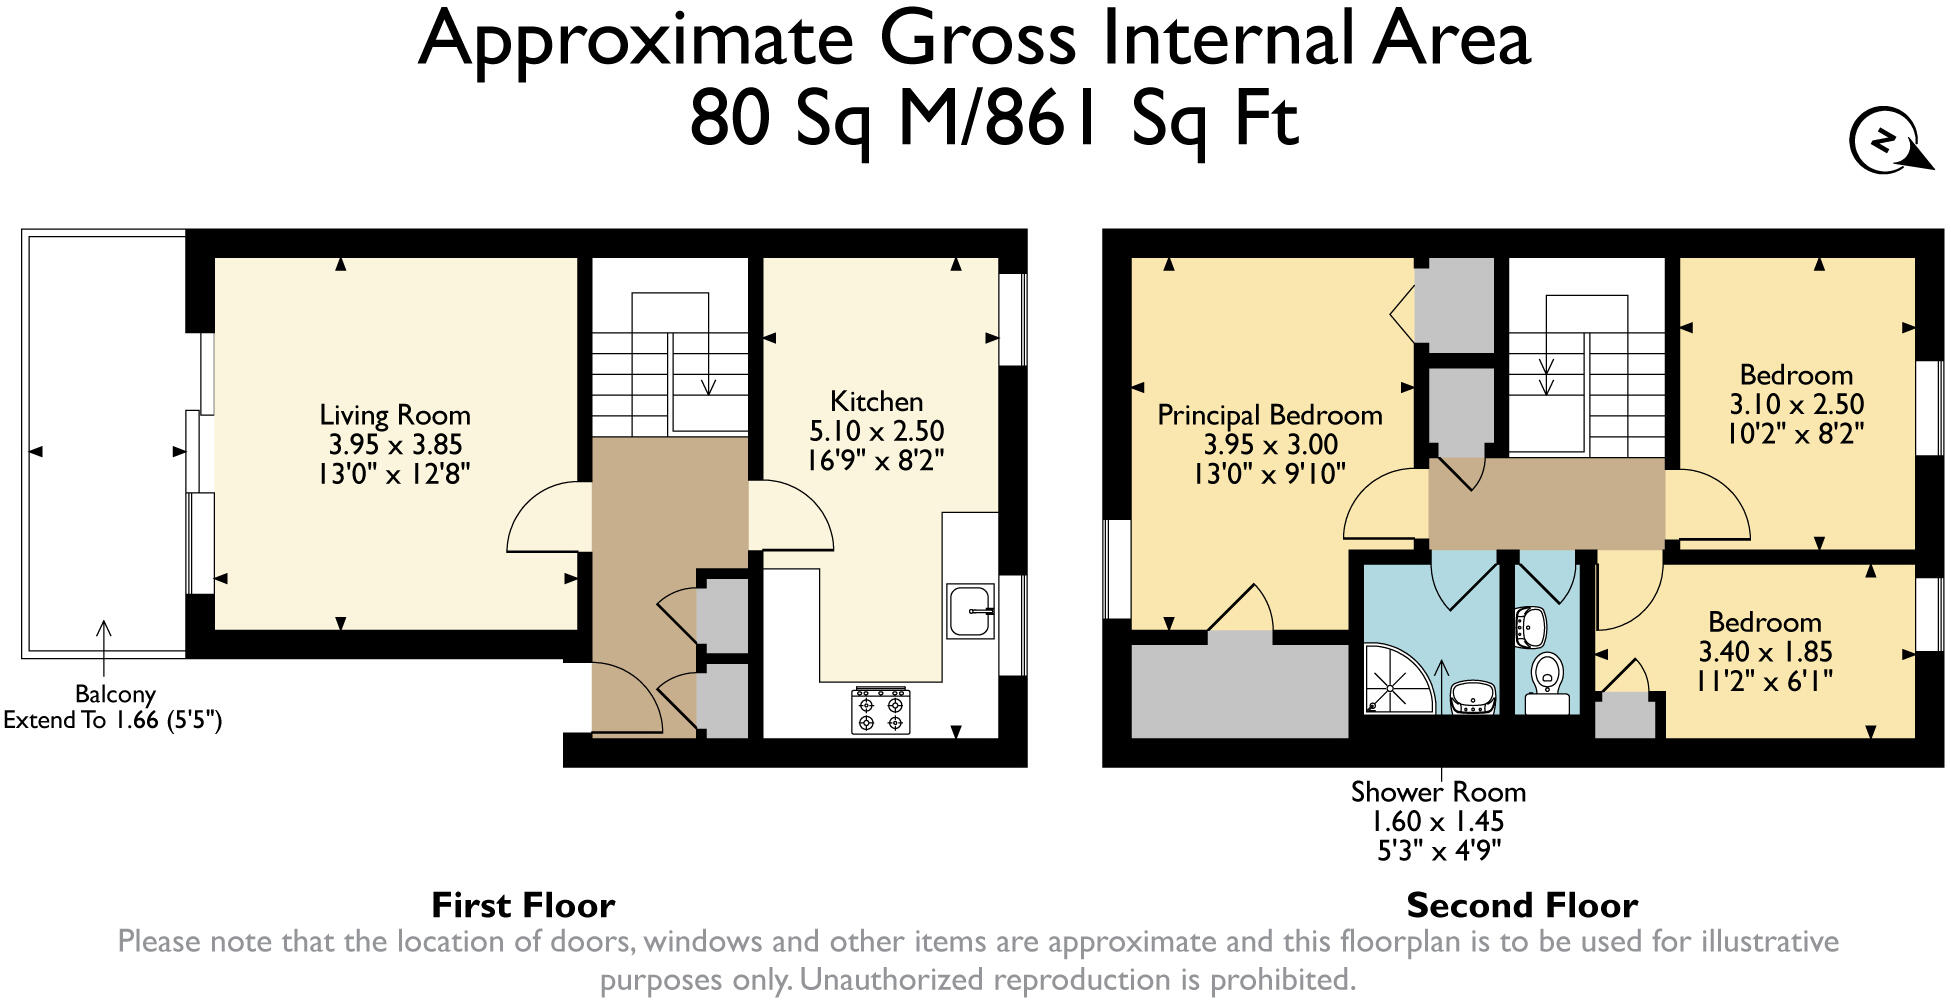 Approximate Gross Internal Area
80 Sq M/861 Sq Ft
N
Living Room
3.95 x 3.85
13'0" x 12'8"
Kitchen
5.10 x 2.50
16'9" x 8'2"
Balcony
Extend To 1.66 (5'5")
Principal Bedroom
3.95 x 3.00
13'0" x 9'10"
Bedroom
3.10 x 2.50
10'2" x 8'2"
Bedroom
3.40 x 1.85
11'2" x 6'1"
Shower Room
1.60 x 1.45
5'3" x 4'9"
First Floor
Second Floor
Please note that the location of doors, windows and other items are approximate and this floorplan is to be used for illustrative
purposes only. Unauthorized reproduction is prohibited.